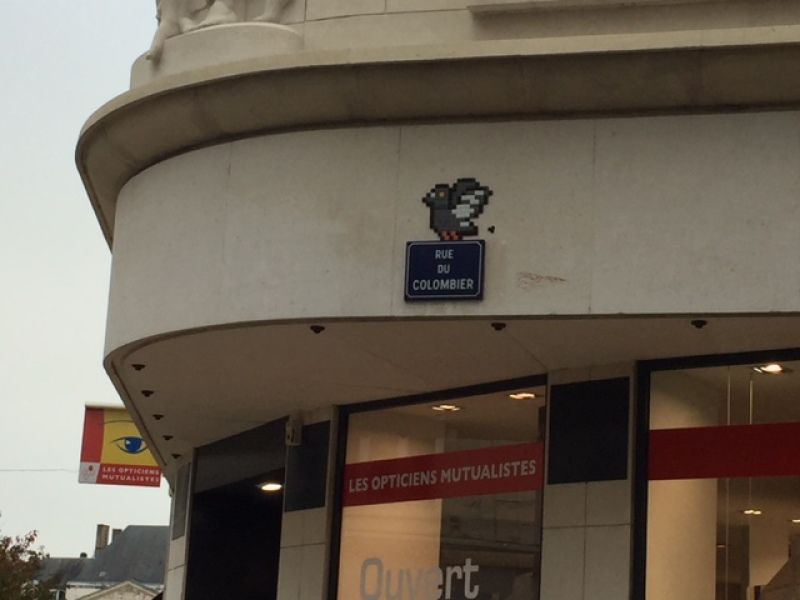 RUE
DU
COLOMBIER
LES OPTICIENS
MUTUALISTES
LES OPTICIENS MUTUALISTES
Ouvert